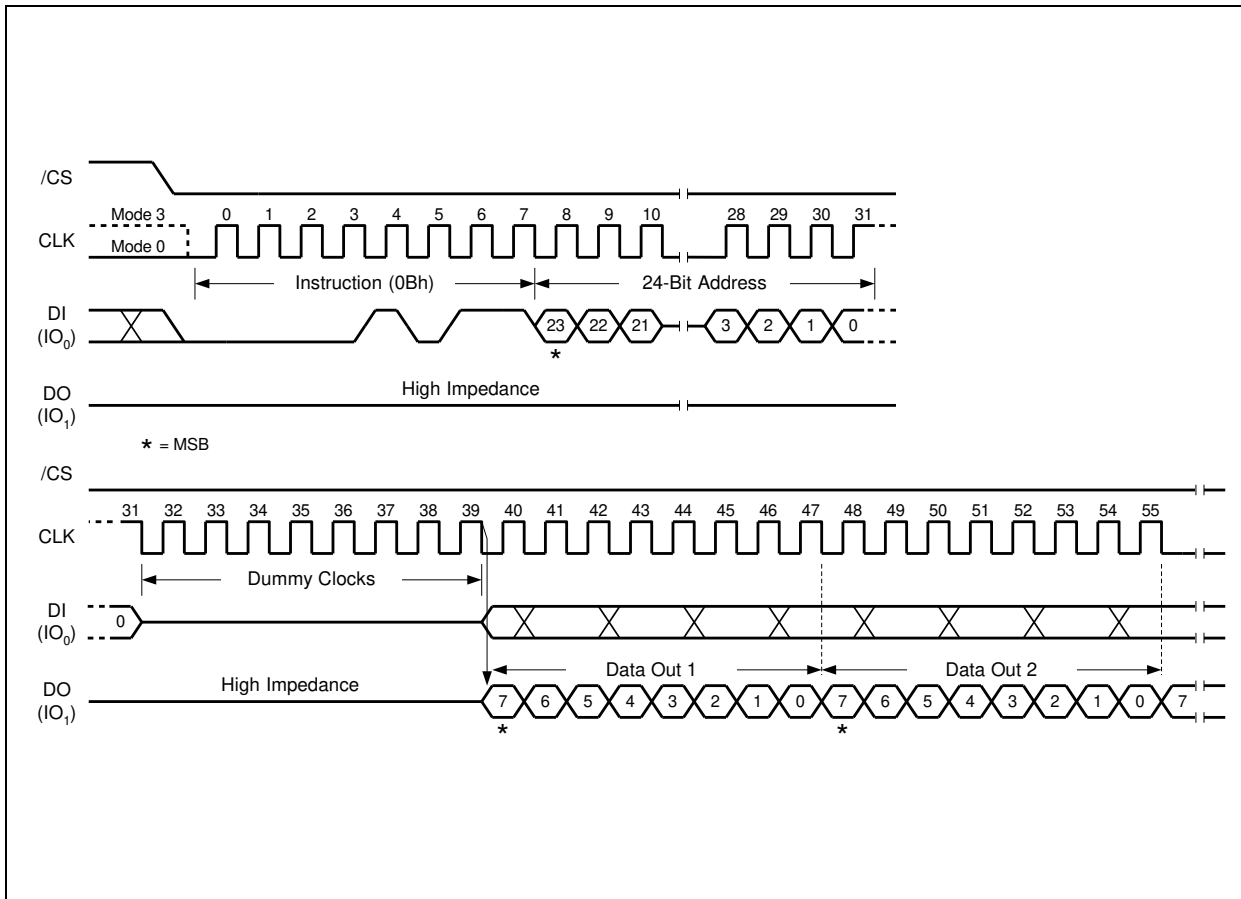 /CS
Mode 3 0 1 2 3 4 5 6 7 8 9 10 28 29 30 31
CLK
Mode 0
Instruction (0Bh) 24-Bit Address
DI
(IO0) 23 22 21 3 2 1 0
*
DO High Impedance
(IO1)
* = MSB
/CS
31 32 33 34 35 36 37 38 39 40 41 42 43 44 45 46 47 48 49 50 51 52 53 54 55
CLK
Dummy Clocks
DI
(IO0) 0
High Impedance Data Out 1 Data Out 2
DO
(IO1) 7 6 5 4 3 2 1 0 7 6 5 4 3 2 1 0 7
* *